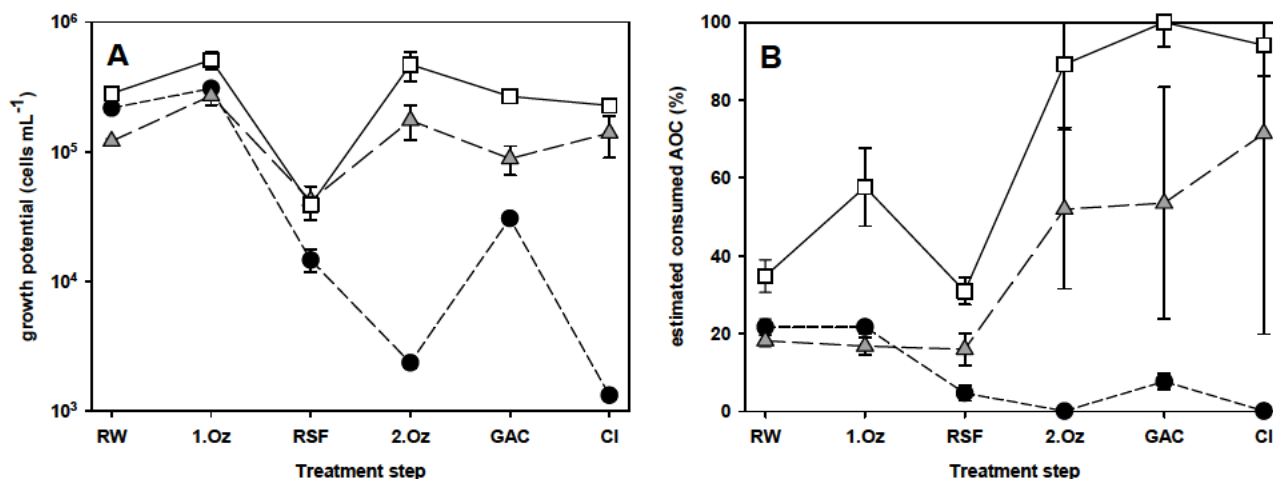 A
growth potential (cells mL-1)
10^6
10^5
10^4
10^3
RW 1.Oz RSF 2.Oz GAC Cl
Treatment step
B
estimated consumed AOC (%)
100
80
60
40
20
0
RW 1.Oz RSF 2.Oz GAC Cl
Treatment step